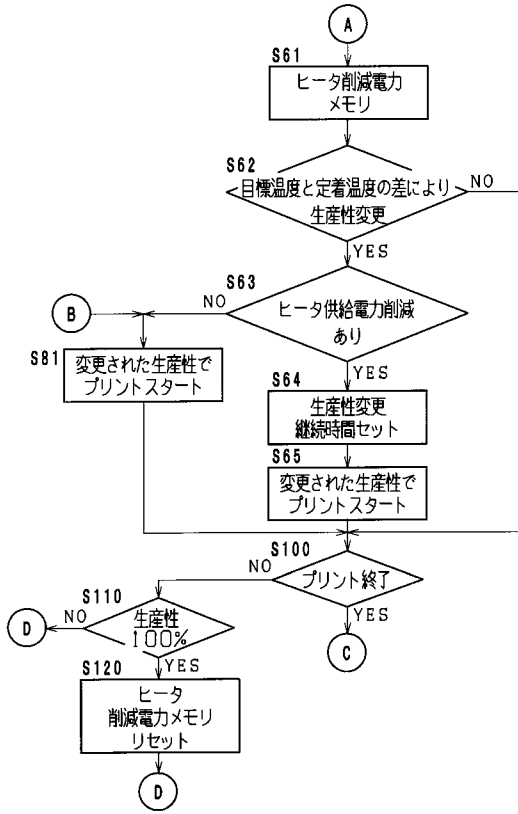 A
S61
ヒータ削減電力
メモリ
S62
目標温度と定着温度の差により
生産性変更
NO
YES
S63
NO
ヒータ供給電力削減
あり
B
S81
変更された生産性で
プリントスタート
YES
S64
生産性変更
継続時間セット
S65
変更された生産性で
プリントスタート
S100
NO
プリント終了
YES
S110
NO
生産性
100%
D
C
YES
S120
ヒータ
削減電力メモリ
リセット
D